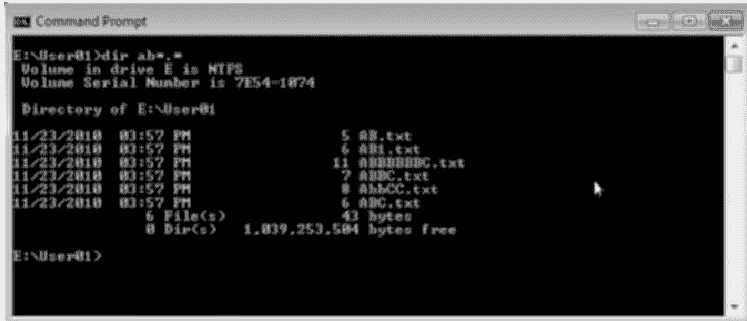 Command Prompt
E:\User01>dir ab*.*
Volume in drive E is NTFS
Volume Serial Number is 7E54-1074
Directory of E:\User01
11/23/2010 03:57 PM 5 AB.txt
11/23/2010 03:57 PM 6 AB1.txt
11/23/2010 03:57 PM 11 ABBBBBBC.txt
11/23/2010 03:57 PM 7 ABBC.txt
11/23/2010 03:57 PM 8 AbbCC.txt
11/23/2010 03:57 PM 6 ABC.txt
6 File(s) 43 bytes
0 Dir(s) 1,039,253,504 bytes free
E:\User01>